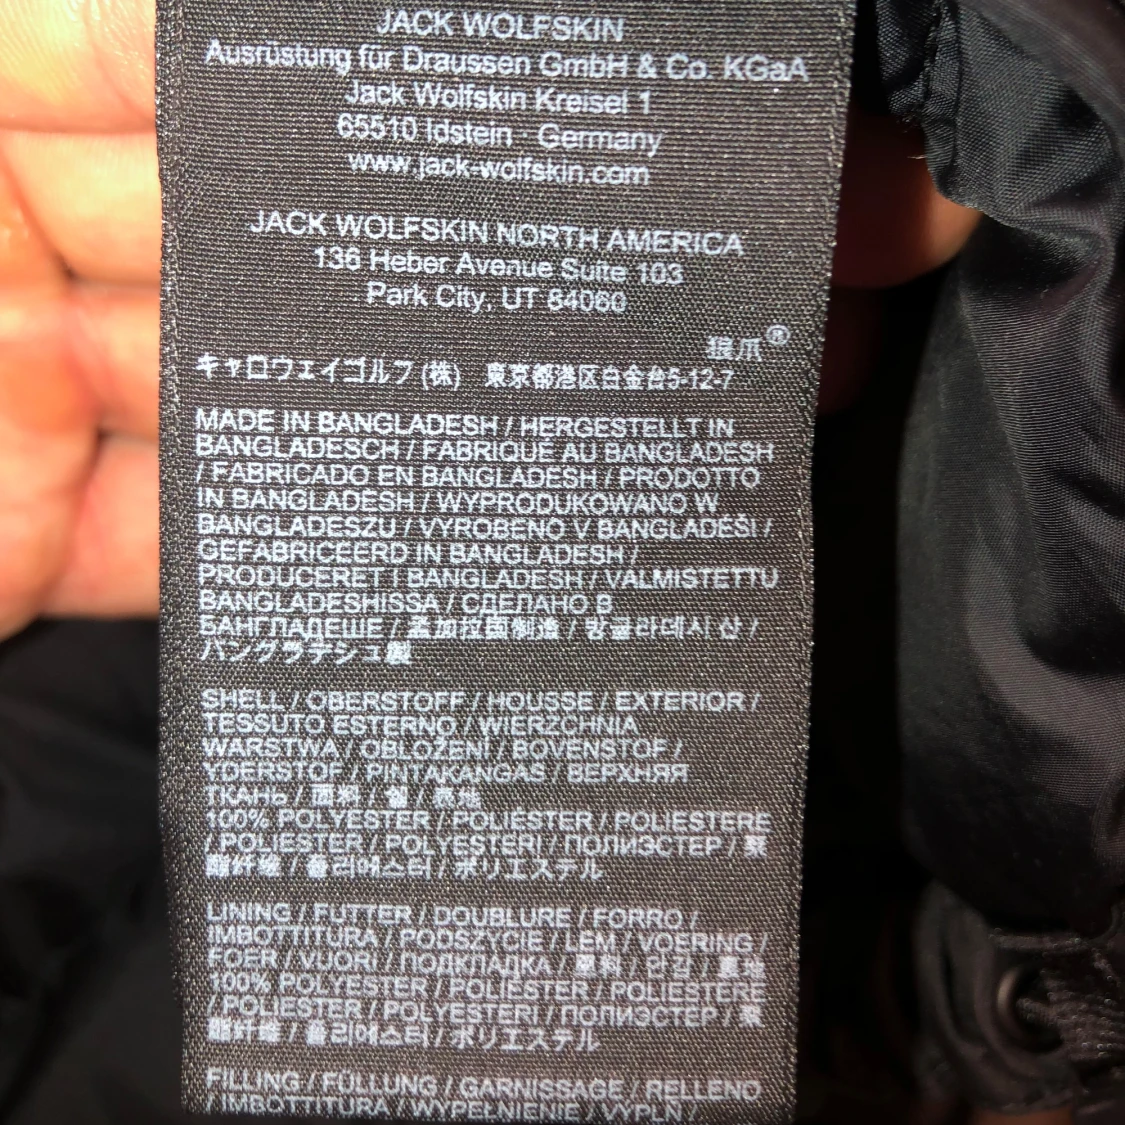 JACK WOLFSKIN
Ausrüstung für Draussen GmbH & Co. KGaA
Jack Wolfskin Kreisel 1
65510 Idstein · Germany
www.jack-wolfskin.com
JACK WOLFSKIN NORTH AMERICA
136 Heber Avenue Suite 103
Park City, UT 84060
狼爪®
キャロウェイゴルフ (株) 東京都港区白金台5-12-7
MADE IN BANGLADESH / HERGESTELLT IN
BANGLADESCH / FABRIQUÉ AU BANGLADESH
/ FABRICADO EN BANGLADESH / PRODOTTO
IN BANGLADESH / WYPRODUKOWANO W
BANGLADESZU / VYROBENO V BANGLADÉŠI /
GEFABRICEERD IN BANGLADESH /
PRODUCERET I BANGLADESH / VALMISTETTU
BANGLADESHISSA / СДЕЛАНО В
БАНГЛАДЕШЕ / 孟加拉国制造 / 방글라데시 산 /
バングラデシュ製
SHELL / OBERSTOFF / HOUSSE / EXTERIOR /
TESSUTO ESTERNO / WIERZCHNIA
WARSTWA / OBLOŽENÍ / BOVENSTOF /
YDERSTOF / PINTAKANGAS / ВЕРХНЯЯ
ТКАНЬ / 面料 / 겉 / 表地
100% POLYESTER / POLIÉSTER / POLIESTERE
/ POLIESTER / POLYESTERI / ПОЛИЭСТЕР / 聚
酯纤维 / 폴리에스터 / ポリエステル
LINING / FUTTER / DOUBLURE / FORRO /
IMBOTTITURA / PODSZYCIE / LEM / VOERING /
FOER / VUORI / ПОДКЛАДКА / 里料 / 안감 / 裏地
100% POLYESTER / POLIÉSTER / POLIESTERE
/ POLIESTER / POLYESTERI / ПОЛИЭСТЕР / 聚
酯纤维 / 폴리에스터 / ポリエステル
FILLING / FÜLLUNG / GARNISSAGE / RELLENO
/ IMBOTTITURA / WYPEŁNIENIE / VÝPLŇ /